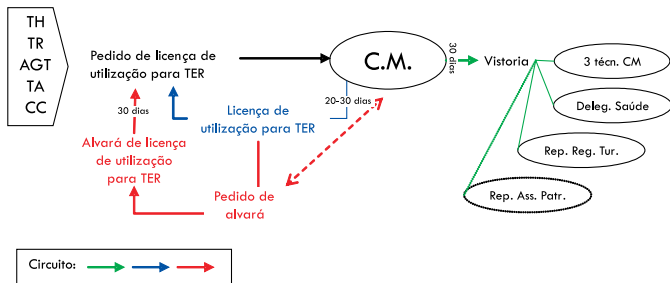 TH
TR
AGT
TA
CC
Pedido de licença de
utilização para TER
C.M.
30 dias
Vistoria
3 técn. CM
Deleg. Saúde
Rep. Reg. Tur.
Rep. Ass. Patr.
20-30 dias
Licença de
utilização para TER
30 dias
Alvará de licença
de utilização
para TER
Pedido de
alvará
Circuito: